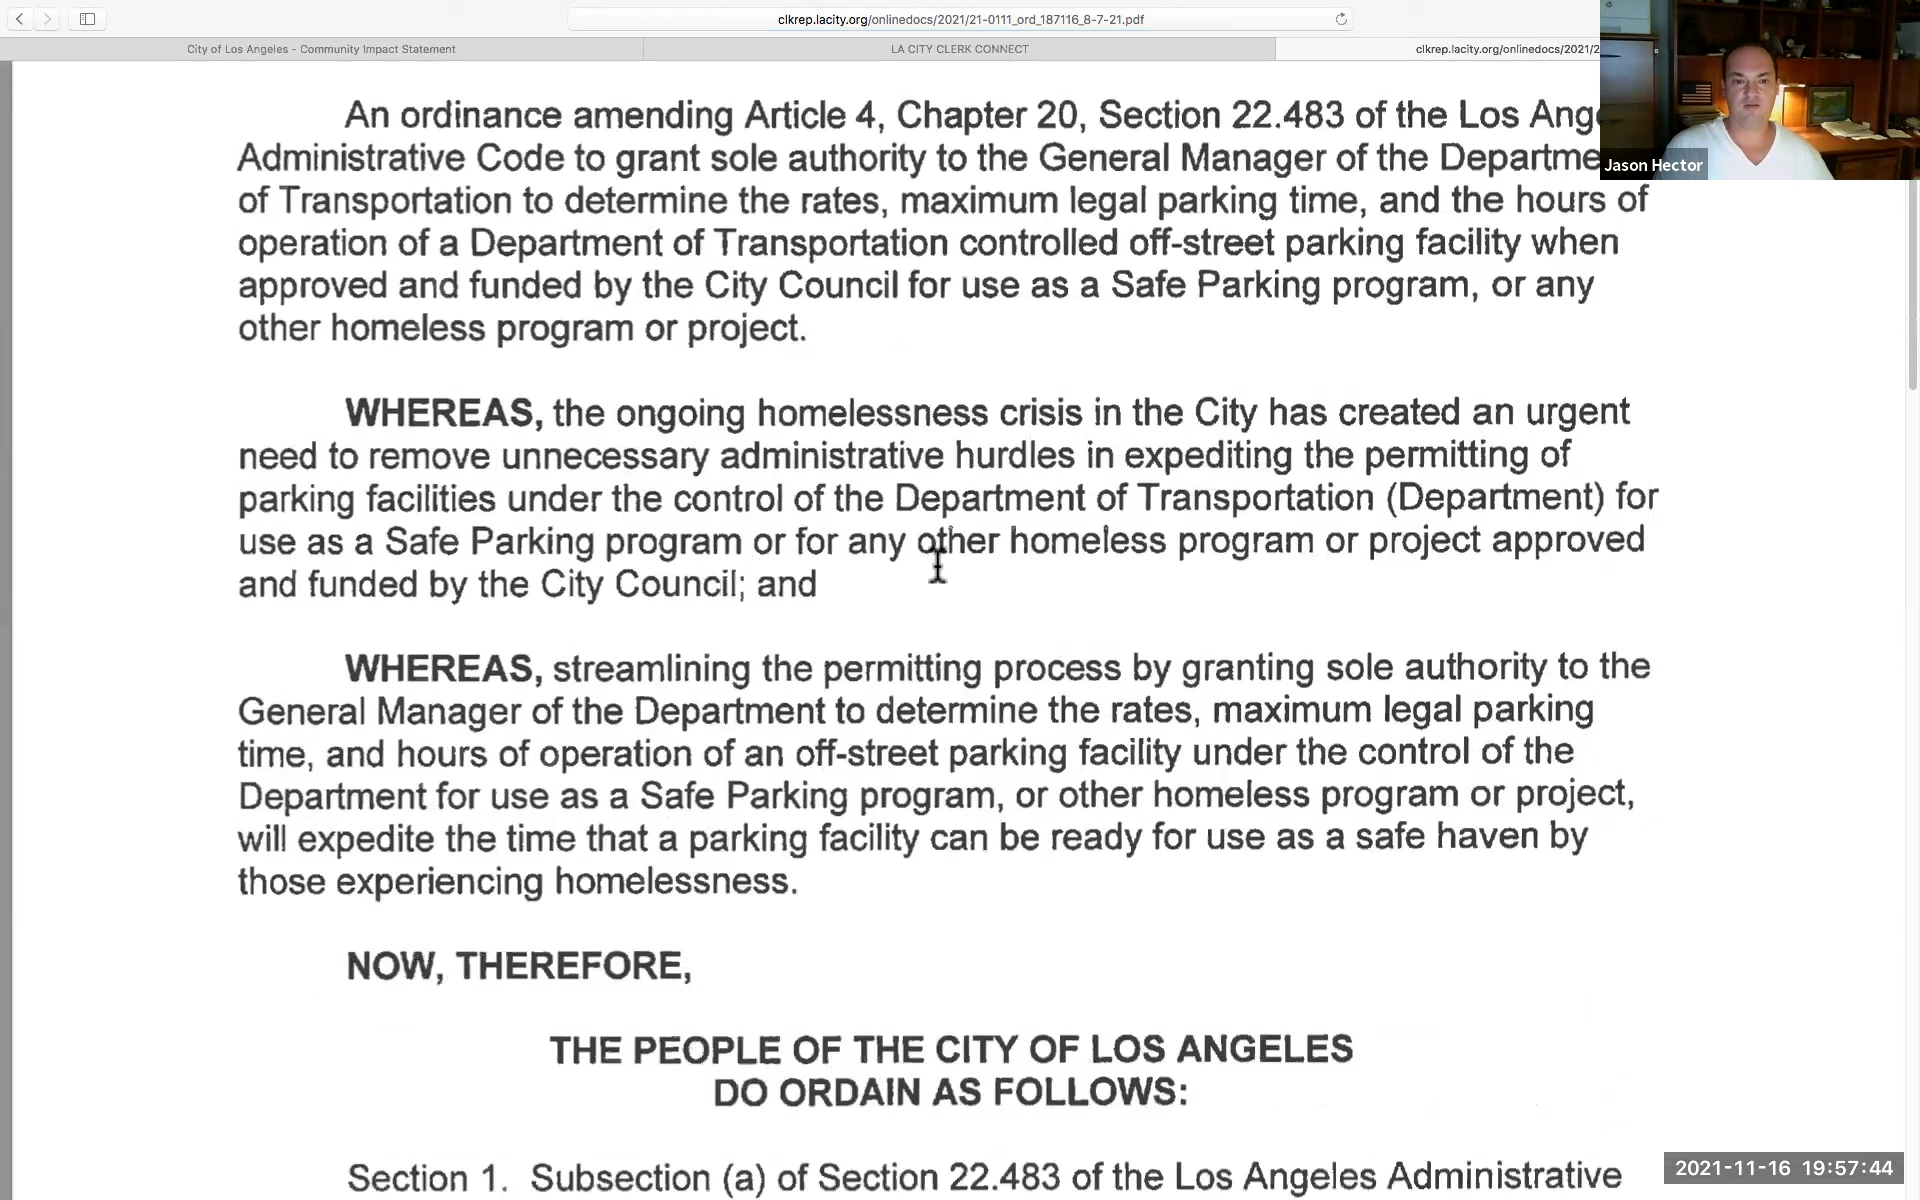 clkrep.lacity.org/onlinedocs/2021/21-0111_ord_187116_8-7-21.pdf
City of Los Angeles - Community Impact Statement
LA CITY CLERK CONNECT
clkrep.lacity.org/onlinedocs/2021/2
Jason Hector
An ordinance amending Article 4, Chapter 20, Section 22.483 of the Los Ange
Administrative Code to grant sole authority to the General Manager of the Departme
of Transportation to determine the rates, maximum legal parking time, and the hours of
operation of a Department of Transportation controlled off-street parking facility when
approved and funded by the City Council for use as a Safe Parking program, or any
other homeless program or project.
WHEREAS, the ongoing homelessness crisis in the City has created an urgent
need to remove unnecessary administrative hurdles in expediting the permitting of
parking facilities under the control of the Department of Transportation (Department) for
use as a Safe Parking program or for any other homeless program or project approved
and funded by the City Council; and
WHEREAS, streamlining the permitting process by granting sole authority to the
General Manager of the Department to determine the rates, maximum legal parking
time, and hours of operation of an off-street parking facility under the control of the
Department for use as a Safe Parking program, or other homeless program or project,
will expedite the time that a parking facility can be ready for use as a safe haven by
those experiencing homelessness.
NOW, THEREFORE,
THE PEOPLE OF THE CITY OF LOS ANGELES
DO ORDAIN AS FOLLOWS:
Section 1. Subsection (a) of Section 22.483 of the Los Angeles Administrative
2021-11-16 19:57:44